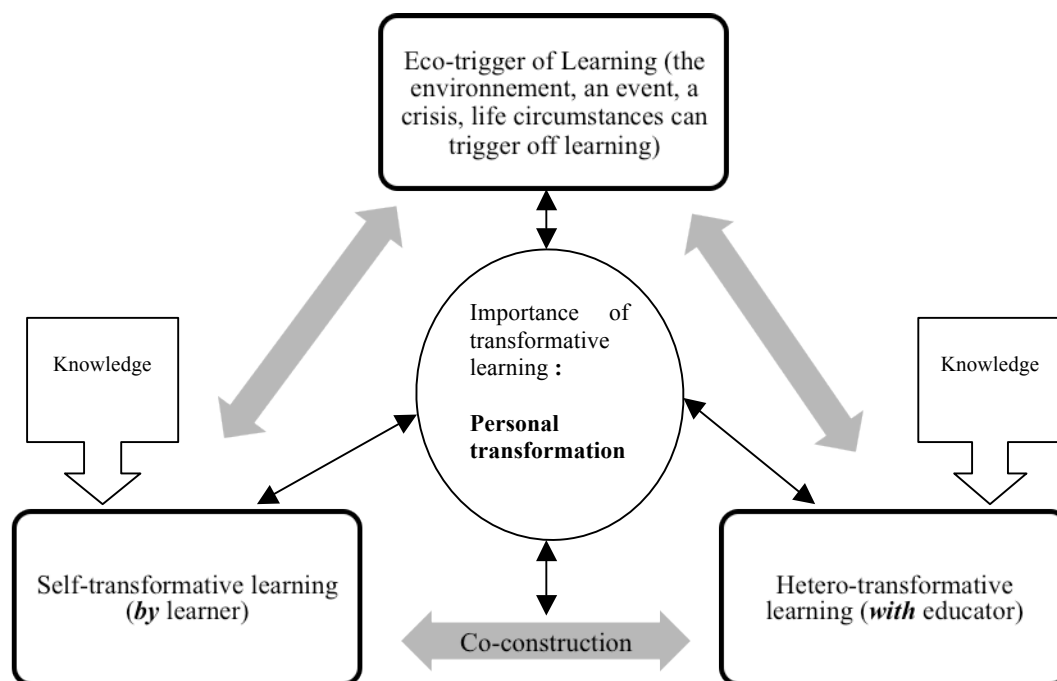 Eco-trigger of Learning (the
environnement, an event, a
crisis, life circumstances can
trigger off learning)
Importance of
transformative
learning :
Personal
transformation
Knowledge
Knowledge
Self-transformative learning
(by learner)
Hetero-transformative
learning (with educator)
Co-construction